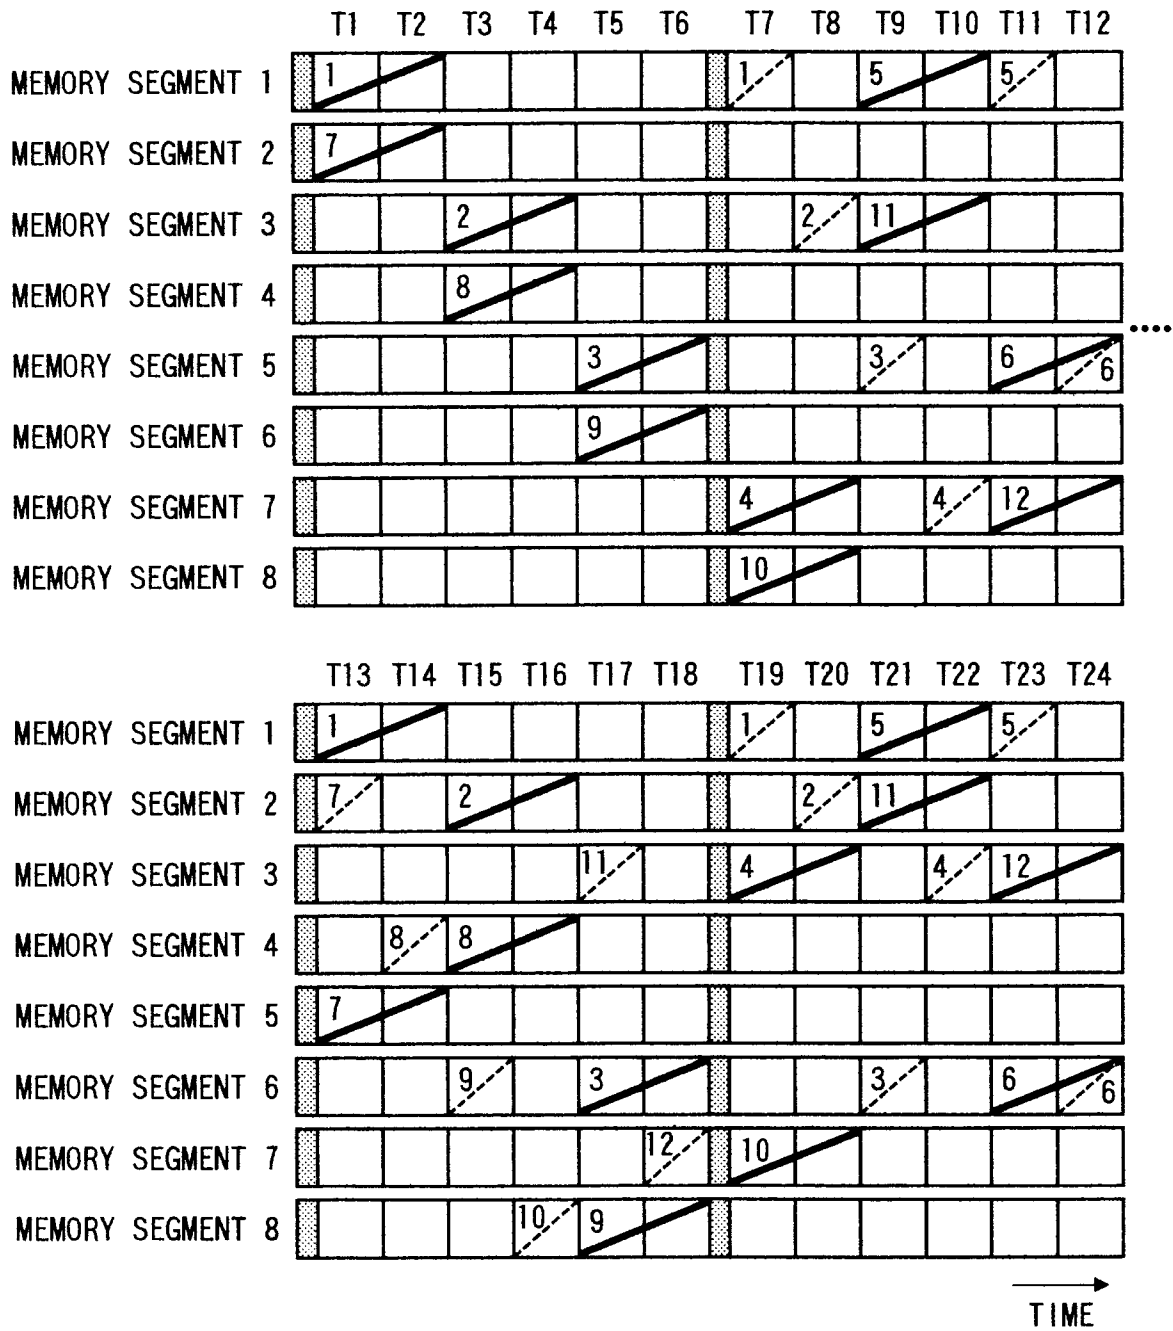 T1 T2 T3 T4 T5 T6 T7 T8 T9 T10 T11 T12
MEMORY SEGMENT 1 1 1 5 5
MEMORY SEGMENT 2 7
MEMORY SEGMENT 3 2 2 11
MEMORY SEGMENT 4 8
••••
MEMORY SEGMENT 5 3 3 6 6
MEMORY SEGMENT 6 9
MEMORY SEGMENT 7 4 4 12
MEMORY SEGMENT 8 10
T13 T14 T15 T16 T17 T18 T19 T20 T21 T22 T23 T24
MEMORY SEGMENT 1 1 1 5 5
MEMORY SEGMENT 2 7 2 2 11
MEMORY SEGMENT 3 11 4 4 12
MEMORY SEGMENT 4 8 8
MEMORY SEGMENT 5 7
MEMORY SEGMENT 6 9 3 3 6 6
MEMORY SEGMENT 7 12 10
MEMORY SEGMENT 8 10 9
TIME